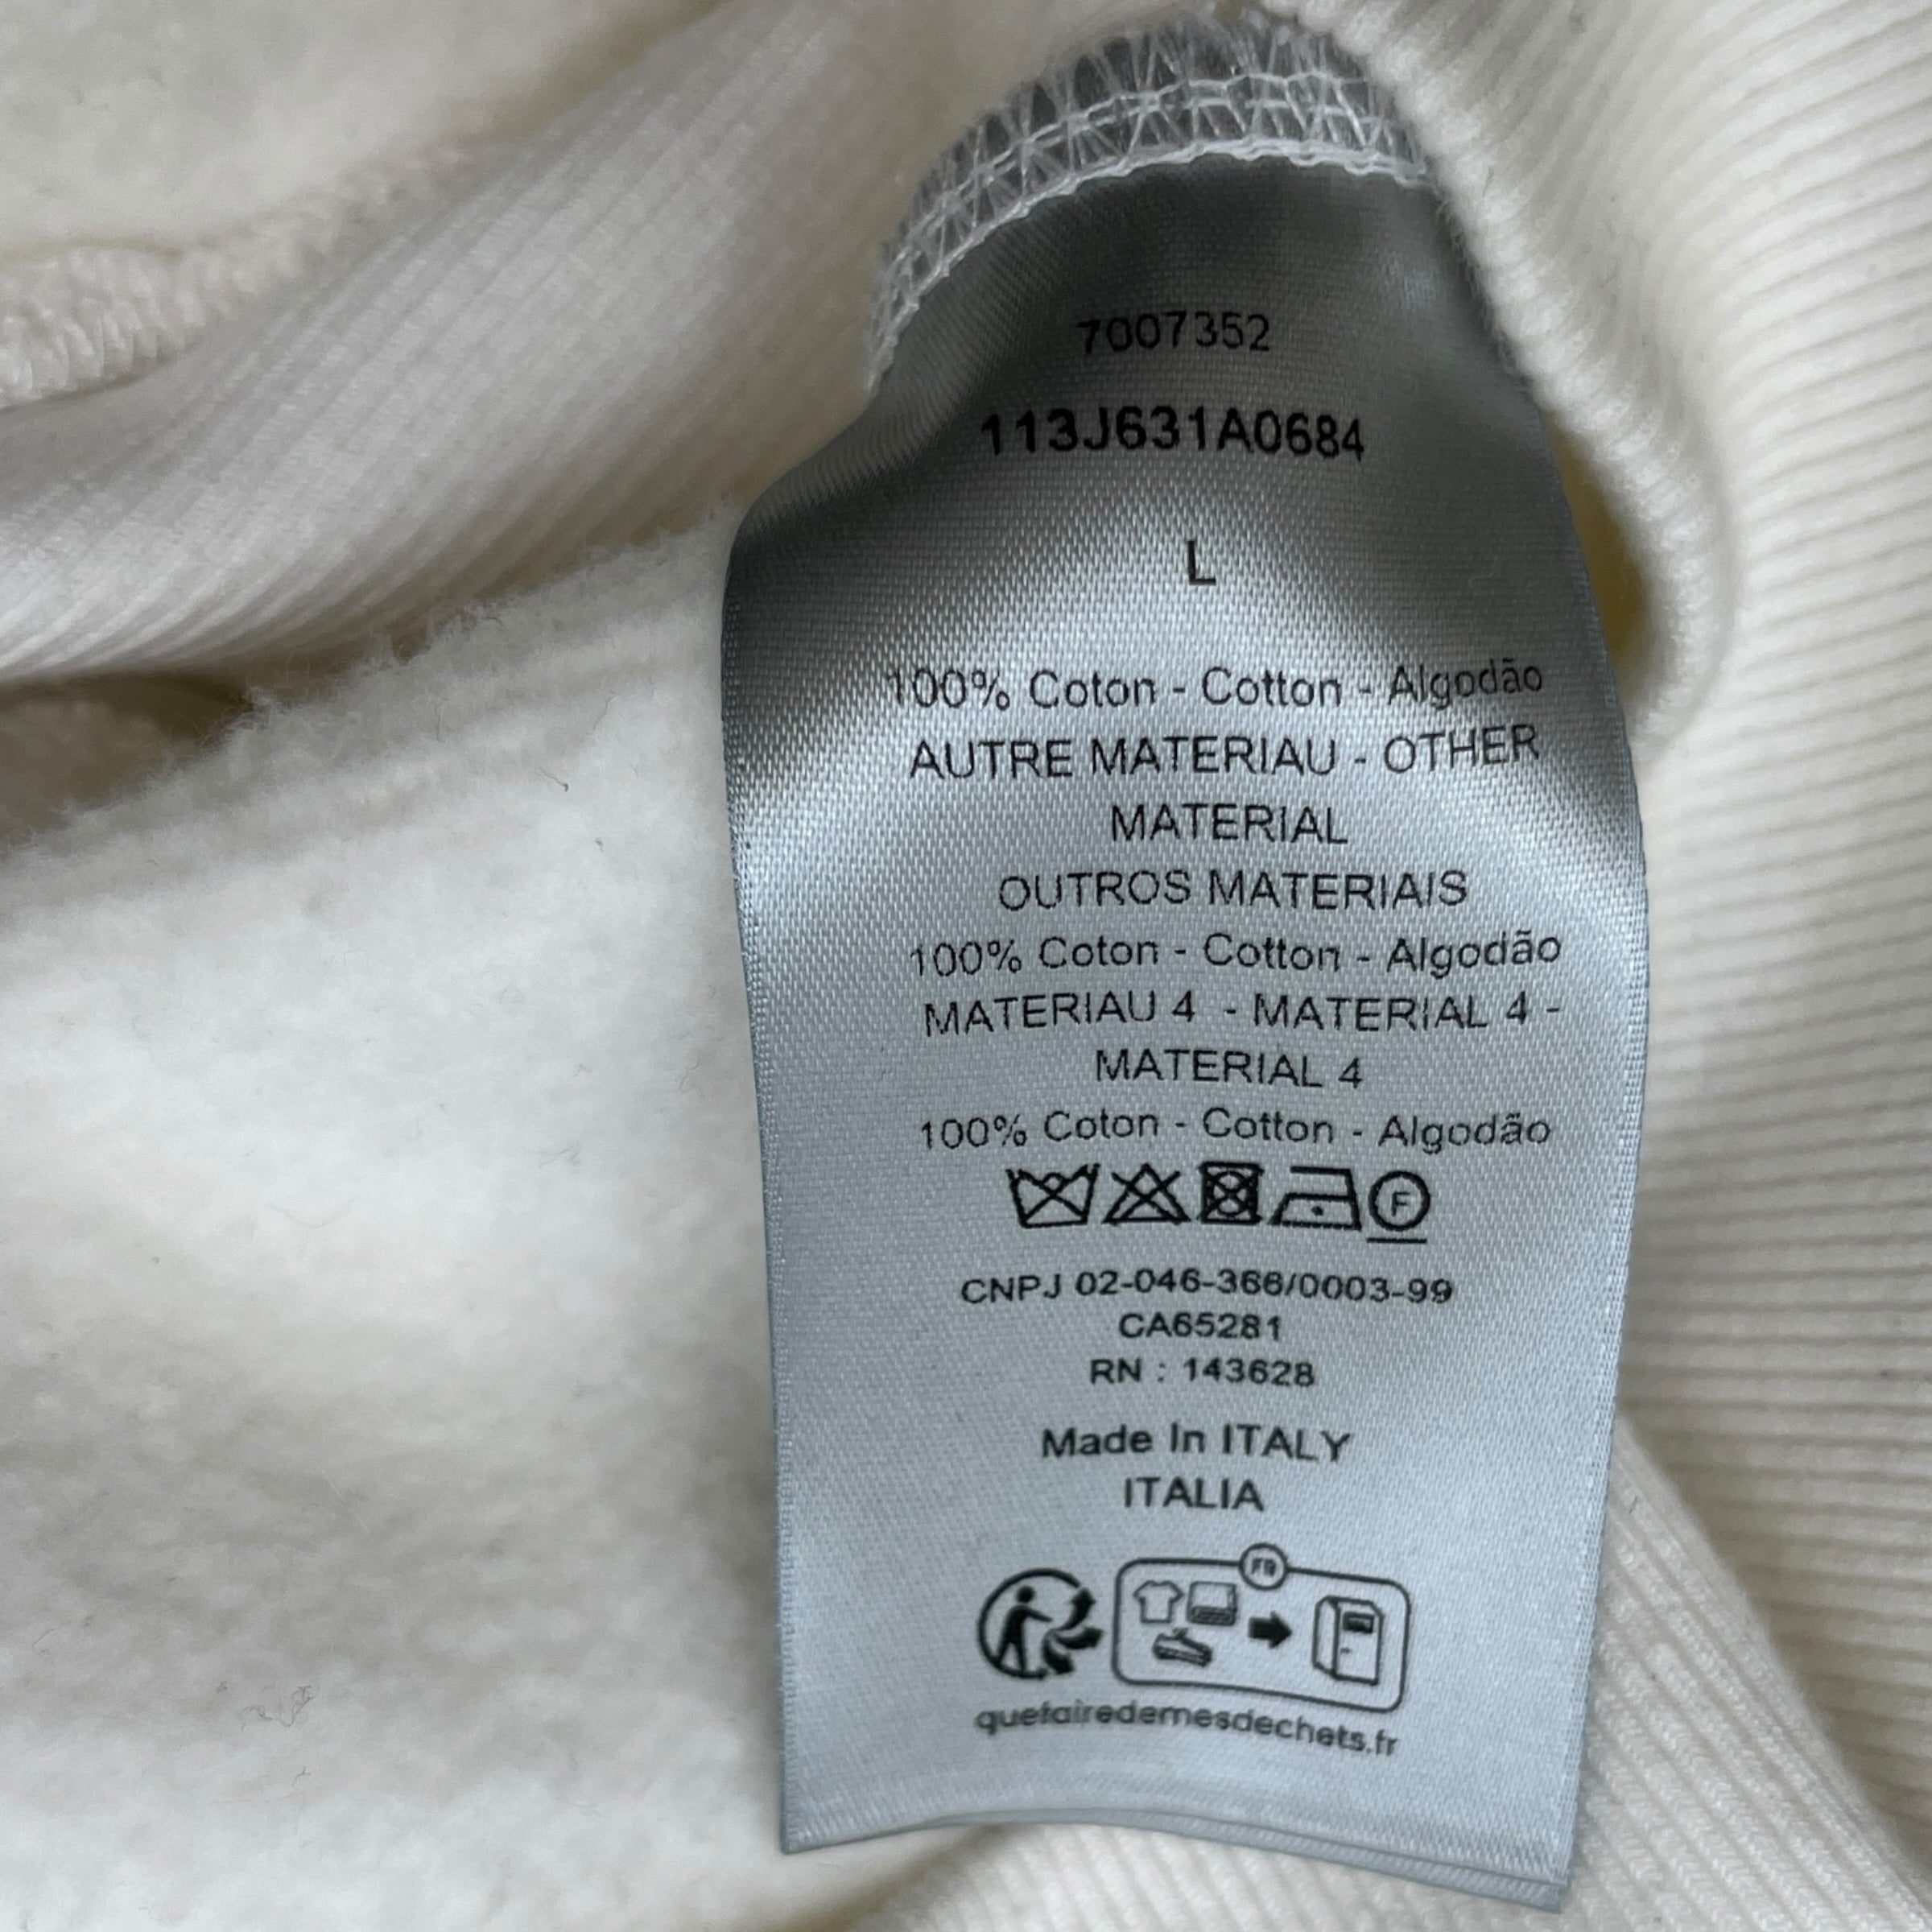 7007352
113J631A0684
L
100% Coton - Cotton - Algodão
AUTRE MATERIAU - OTHER
MATERIAL
OUTROS MATERIAIS
100% Coton - Cotton - Algodão
MATERIAU 4 - MATERIAL 4 -
MATERIAL 4
100% Coton - Cotton - Algodão
F
CNPJ 02-046-366/0003-99
CA65281
RN : 143628
Made In ITALY
ITALIA
FR
quefairedemesdechets.fr